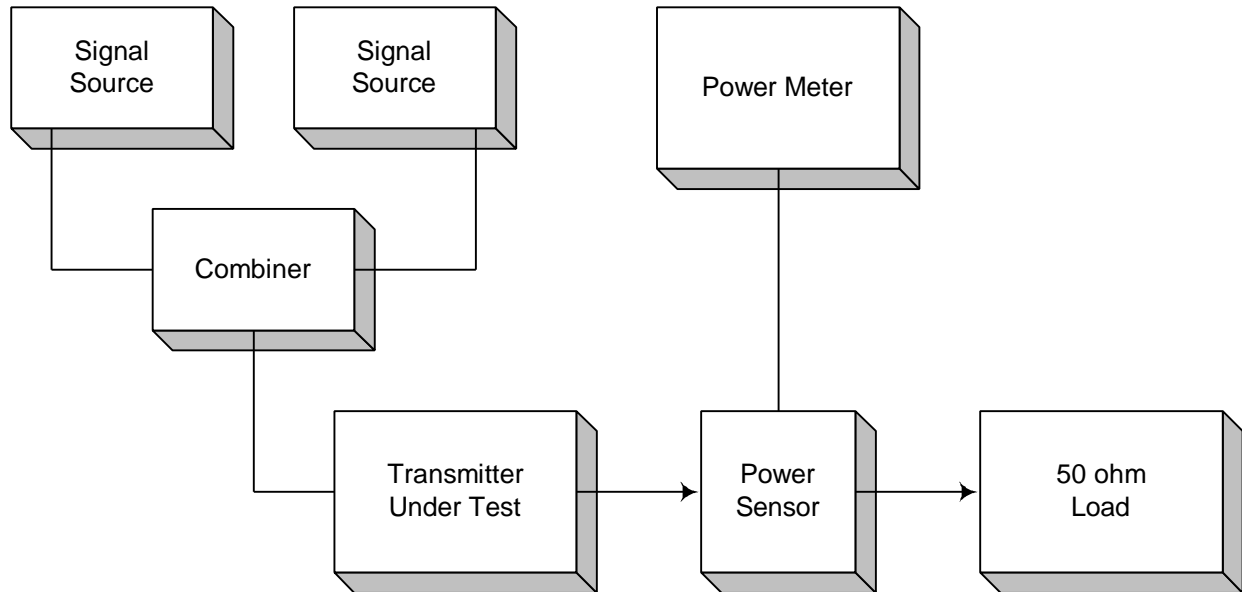 Signal
Source
Signal
Source
Power Meter
Combiner
Transmitter
Under Test
Power
Sensor
50 ohm
Load